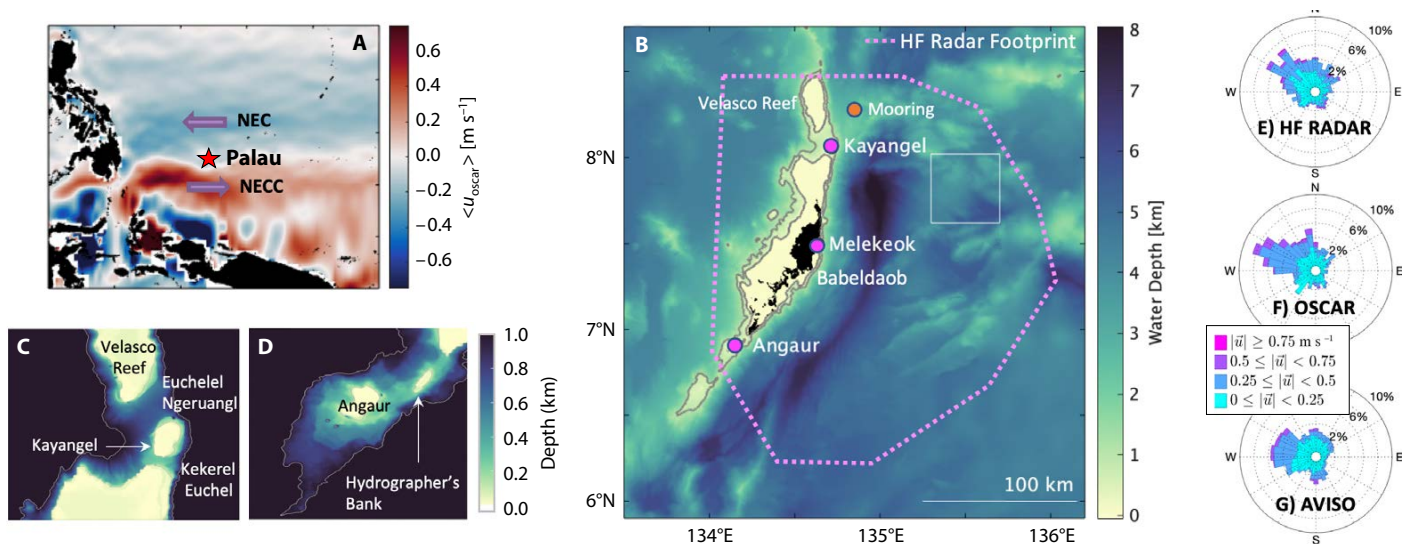 A
NEC
Palau
NECC
0.6
0.4
0.2
0.0
−0.2
−0.4
−0.6
<u_oscar> [m s⁻¹]
B
HF Radar Footprint
Velasco Reef
Mooring
Kayangel
Melekeok
Babeldaob
Angaur
100 km
8°N
7°N
6°N
134°E
135°E
136°E
8
7
6
5
4
3
2
1
0
Water Depth [km]
C
Velasco
Reef
Euchelel
Ngeruangl
Kayangel
Kekerel
Euchel
D
Angaur
Hydrographer's
Bank
1.0
0.8
0.6
0.4
0.2
0.0
Depth (km)
N
10%
6%
2%
W
E
E) HF RADAR
S
N
10%
6%
2%
W
E
F) OSCAR
|u⃗| ≥ 0.75 m s⁻¹
0.5 ≤ |u⃗| < 0.75
0.25 ≤ |u⃗| < 0.5
0 ≤ |u⃗| < 0.25
10%
6%
2%
W
E
G) AVISO
S